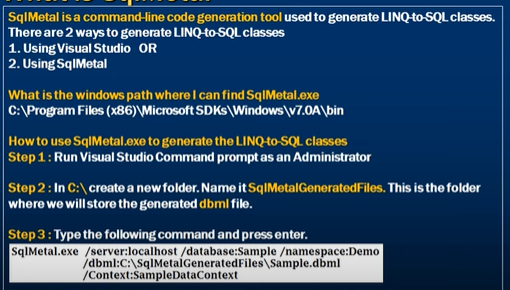 SqlMetal is a command-line code generation tool used to generate LINQ-to-SQL classes.
There are 2 ways to generate LINQ-to-SQL classes
1. Using Visual Studio OR
2. Using SqlMetal
What is the windows path where I can find SqlMetal.exe
C:\Program Files (x86)\Microsoft SDKs\Windows\v7.0A\bin
How to use SqlMetal.exe to generate the LINQ-to-SQL classes
Step 1 : Run Visual Studio Command prompt as an Administrator
Step 2 : In C:\ create a new folder. Name it SqlMetalGeneratedFiles. This is the folder
where we will store the generated dbml file.
Step 3 : Type the following command and press enter.
SqlMetal.exe /server:localhost /database:Sample /namespace:Demo
/dbml:C:\SqlMetalGeneratedFiles\Sample.dbml
/Context:SampleDataContext